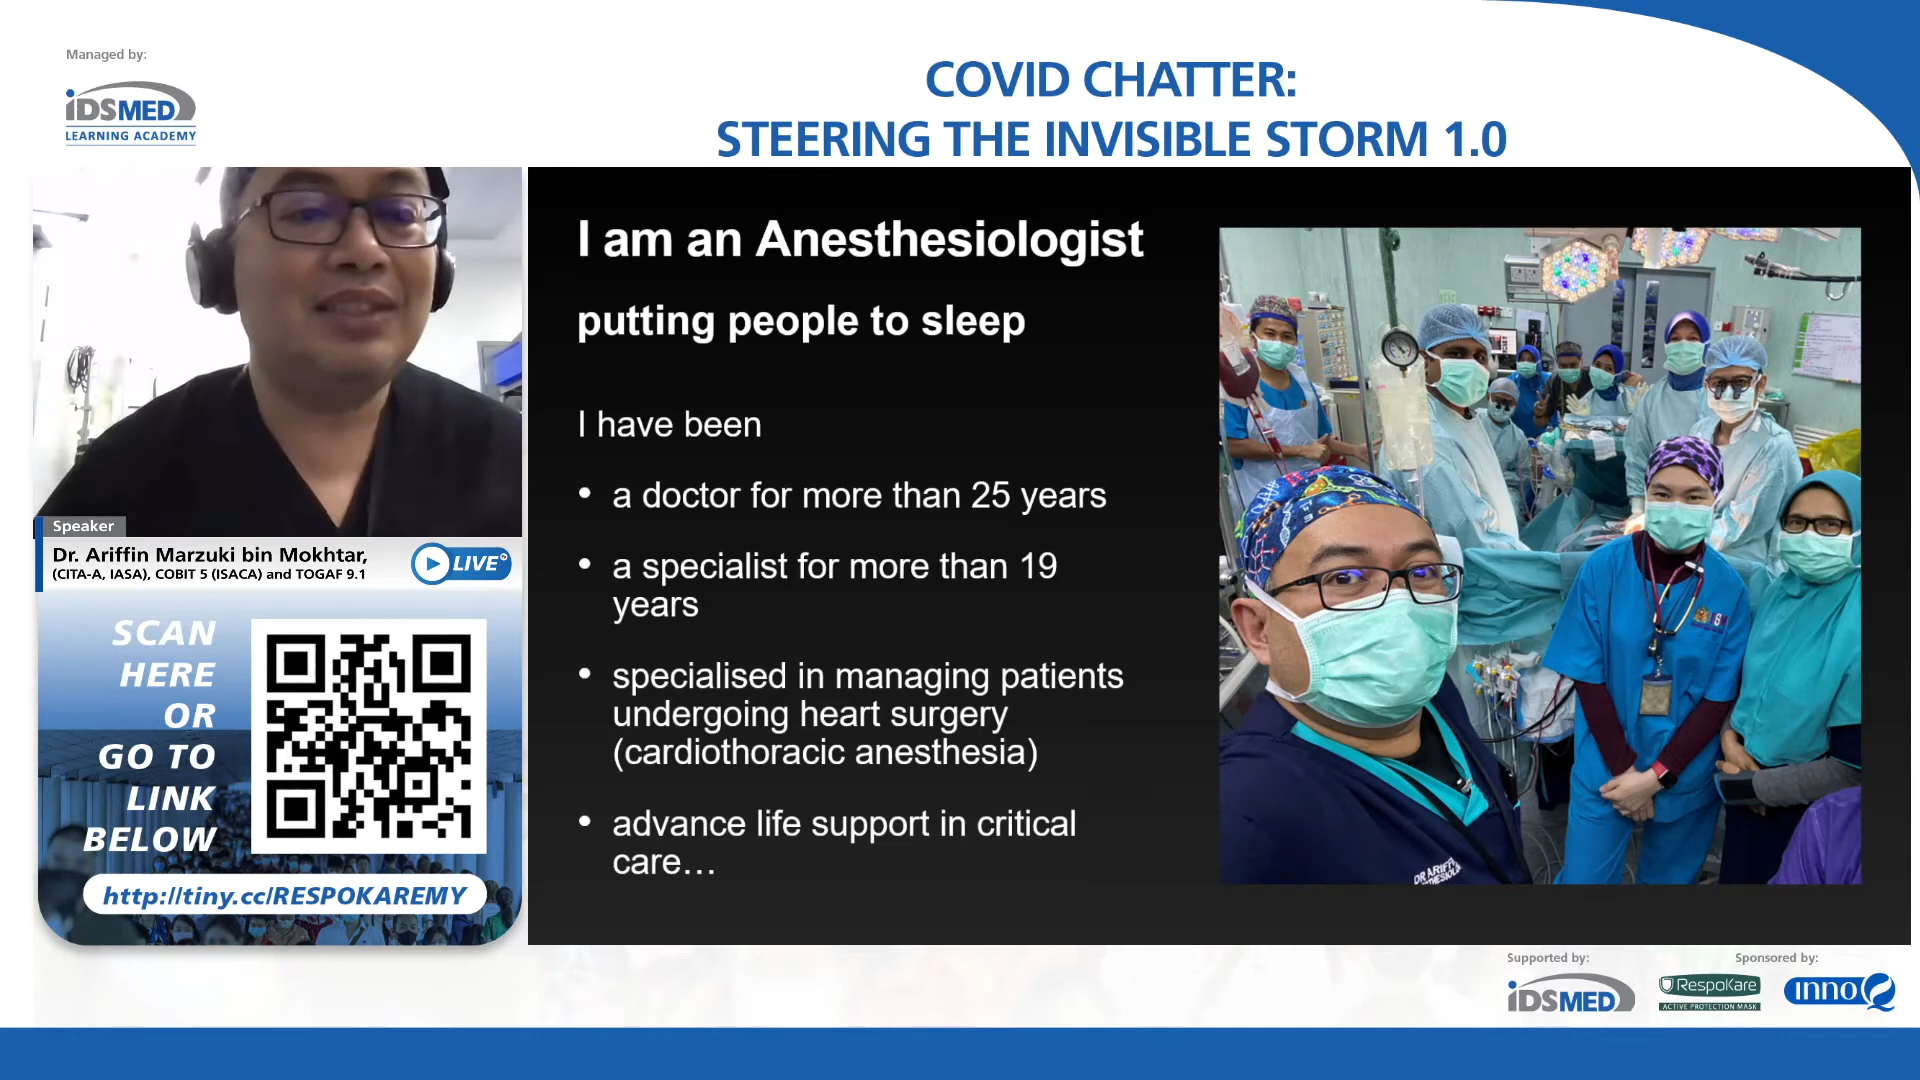 Managed by:
iDSMED
LEARNING ACADEMY
COVID CHATTER:
STEERING THE INVISIBLE STORM 1.0
I am an Anesthesiologist
putting people to sleep
I have been
• a doctor for more than 25 years
• a specialist for more than 19
years
• specialised in managing patients
undergoing heart surgery
(cardiothoracic anesthesia)
• advance life support in critical
care…
Speaker
Dr. Ariffin Marzuki bin Mokhtar,
(CITA-A, IASA), COBIT 5 (ISACA) and TOGAF 9.1
LIVE
SCAN
HERE
OR
GO TO
LINK
BELOW
http://tiny.cc/RESPOKAREMY
DR ARIFF
Supported by:
iDSMED
Sponsored by:
RespoKare
ACTIVE PROTECTION MASK
INNOQ